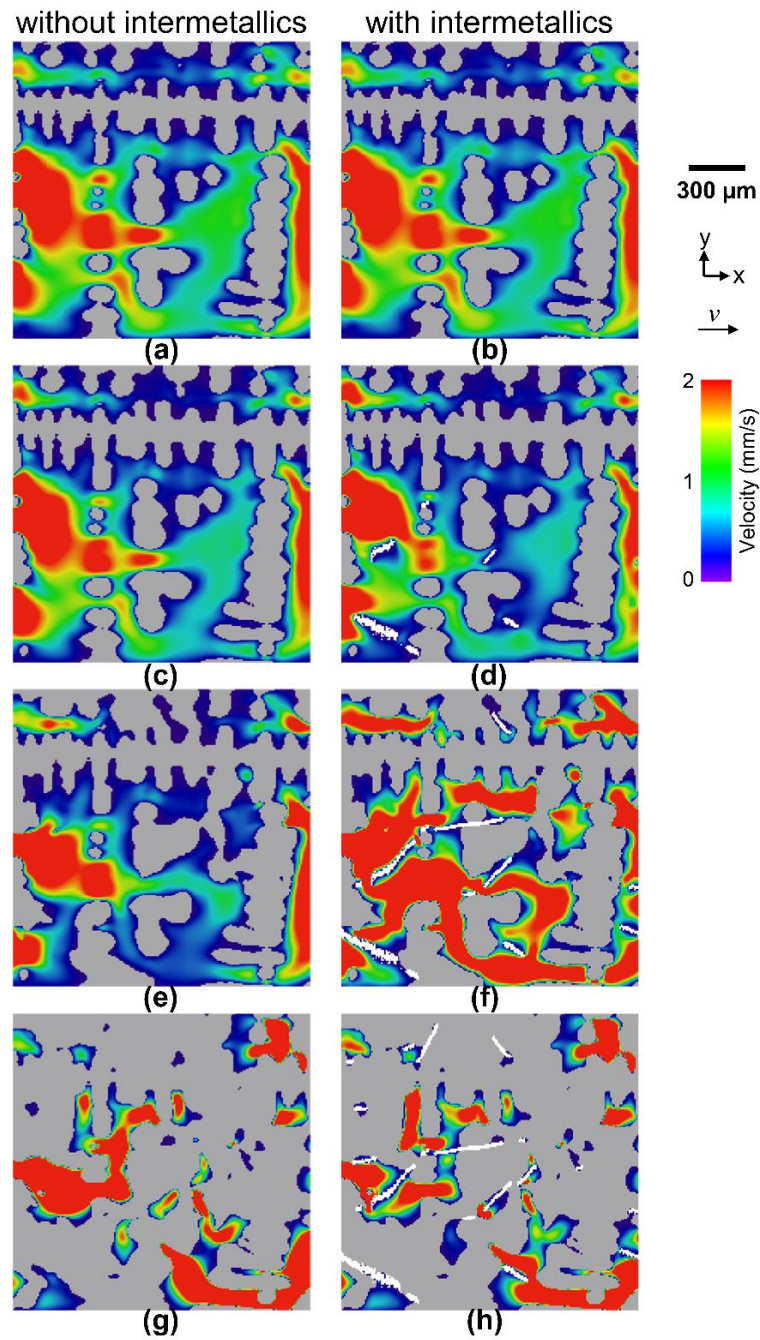 without intermetallics
with intermetallics
300 μm
y
x
v
(a)
(b)
2
1
0
Velocity (mm/s)
(c)
(d)
(e)
(f)
(g)
(h)